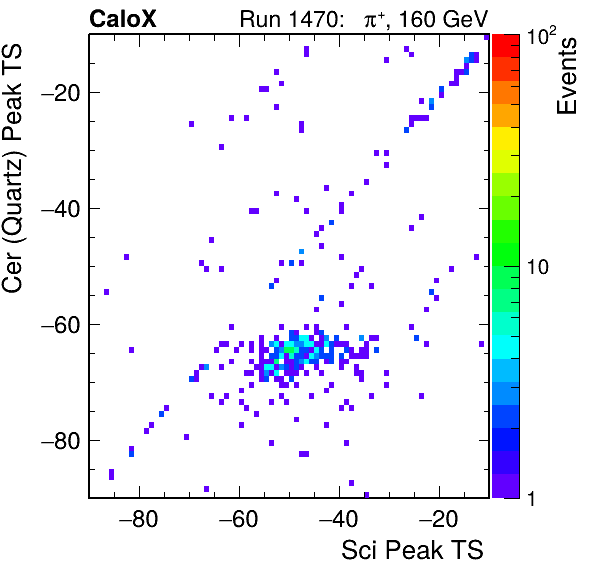 CaloX Run 1470: π⁺, 160 GeV
Cer (Quartz) Peak TS
−20
−40
−60
−80
−80 −60 −40 −20
Sci Peak TS
10²
10
1
Events